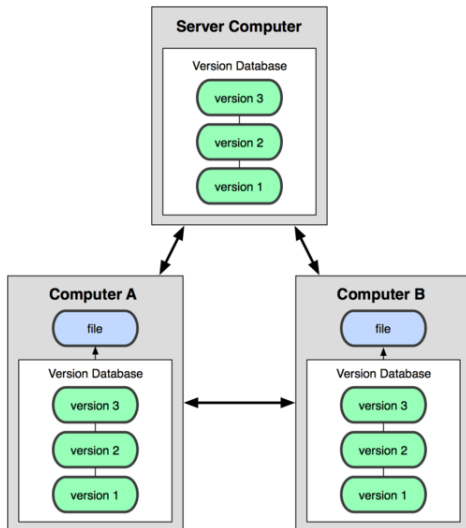 Server Computer
Version Database
version 3
version 2
version 1
Computer A
file
Version Database
version 3
version 2
version 1
Computer B
file
Version Database
version 3
version 2
version 1